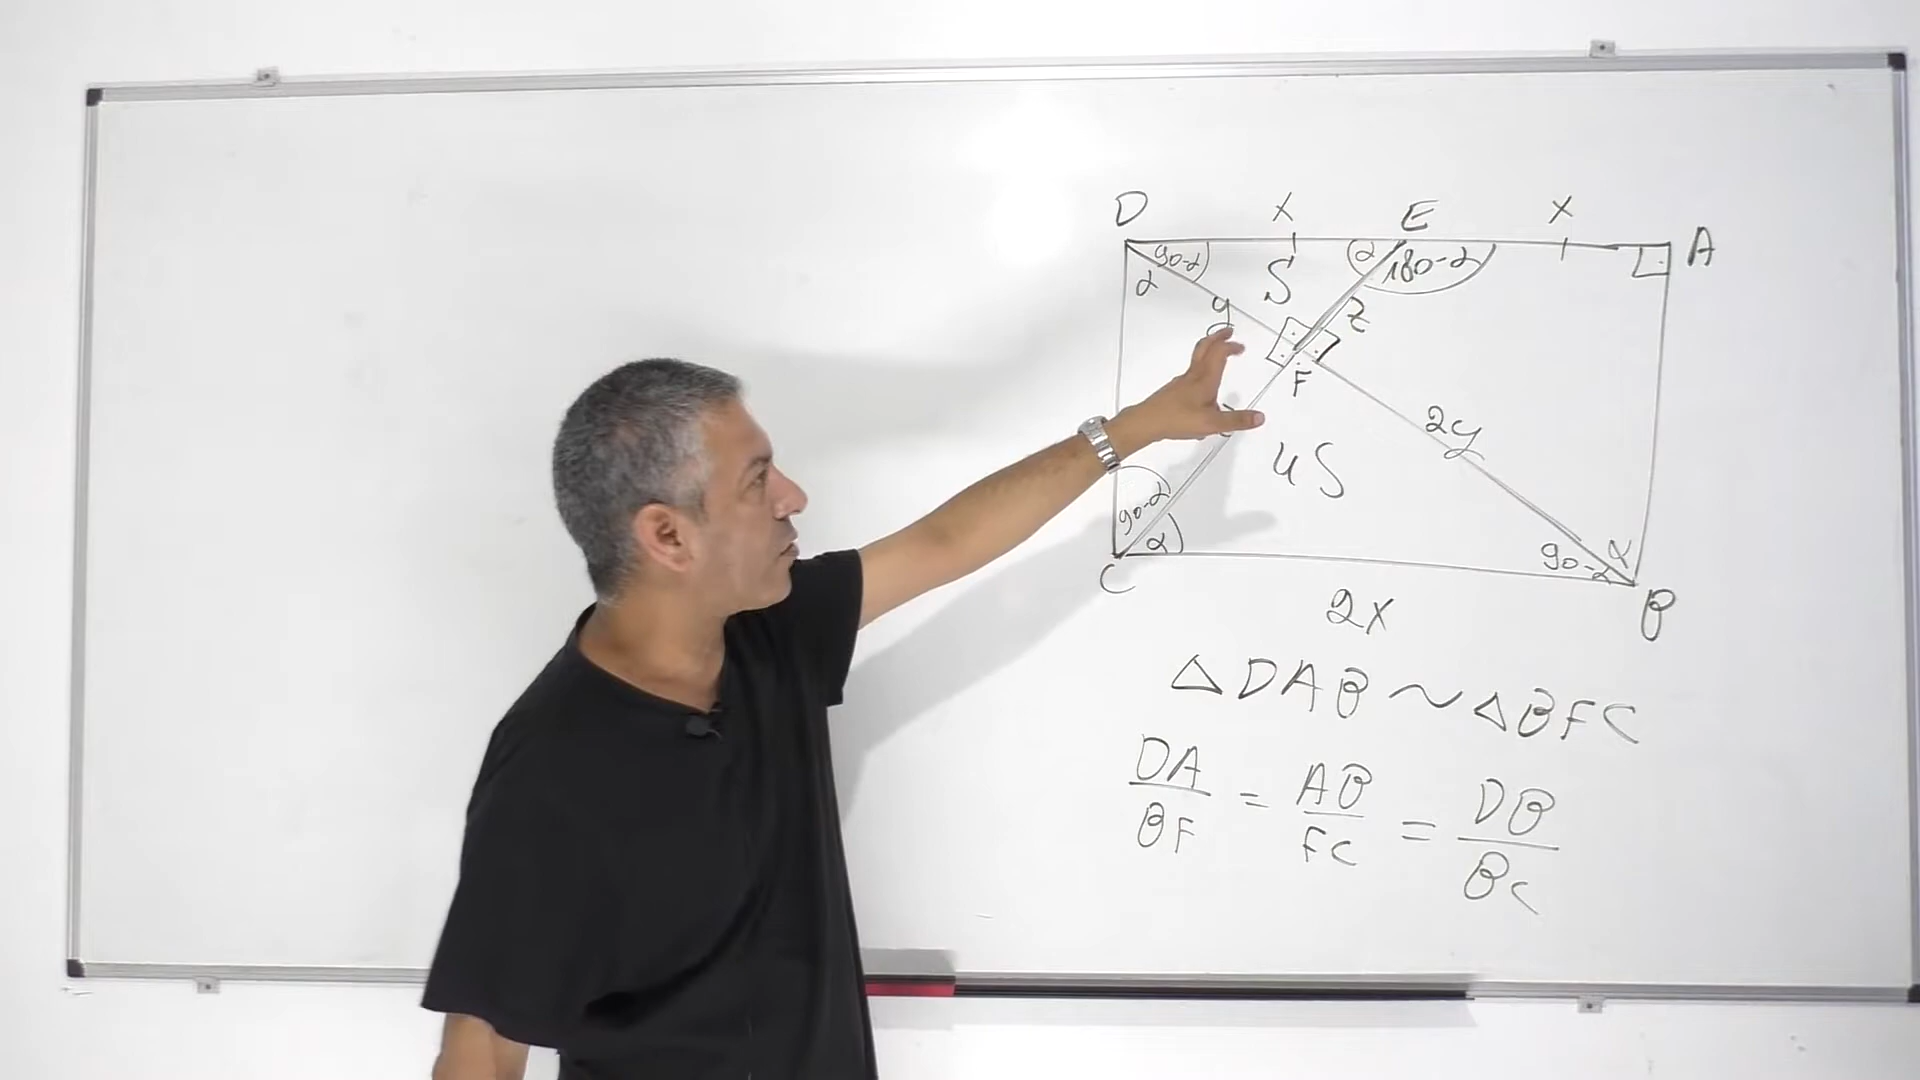 D x E x A
90-α α 180-α
α y S z
F
2y
4S
90-α
α 90-α α
C B
2x
△DAB ~ △BFC
DA/BF = AB/FC = DB/BC